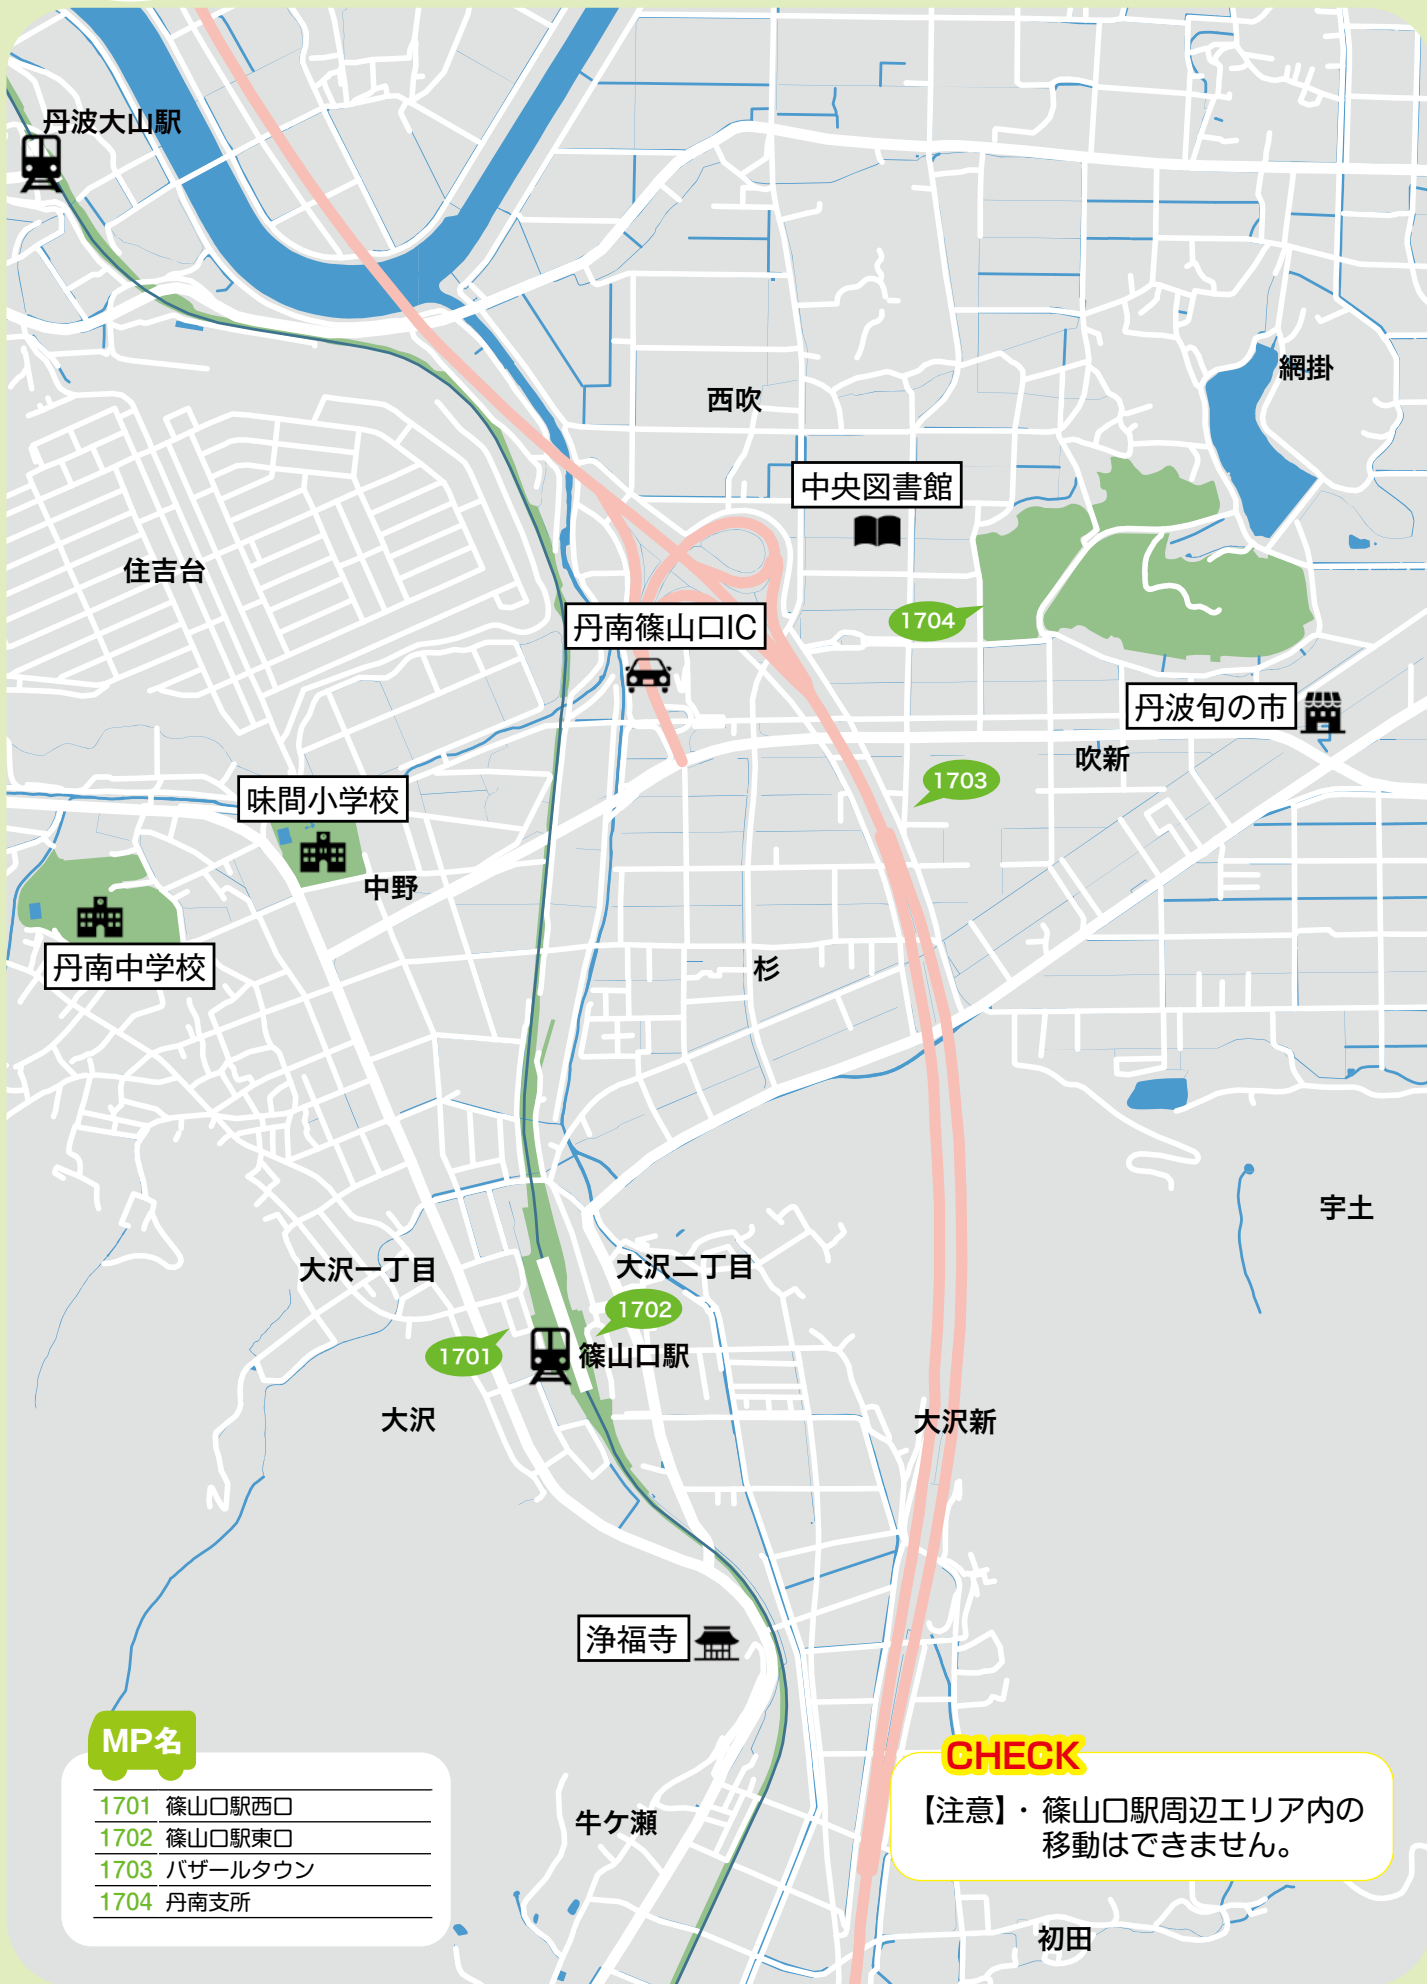 丹波大山駅
網掛
西吹
中央図書館
住吉台
1704
丹南篠山口IC
丹波旬の市
吹新
1703
味間小学校
中野
丹南中学校
杉
宇土
大沢一丁目
大沢二丁目
1702
1701
篠山口駅
大沢
大沢新
浄福寺
MP名
1701 篠山口駅西口
1702 篠山口駅東口
1703 バザールタウン
1704 丹南支所
CHECK
【注意】・ 篠山口駅周辺エリア内の
移動はできません。
牛ケ瀬
初田